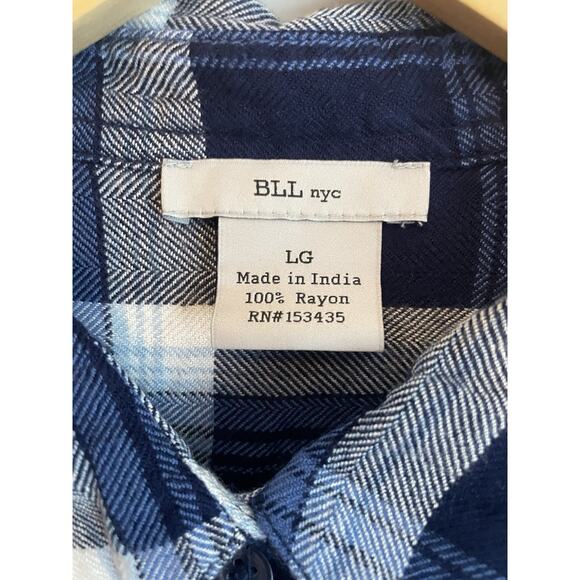 BLL nyc
LG
Made in India
100% Rayon
RN#153435